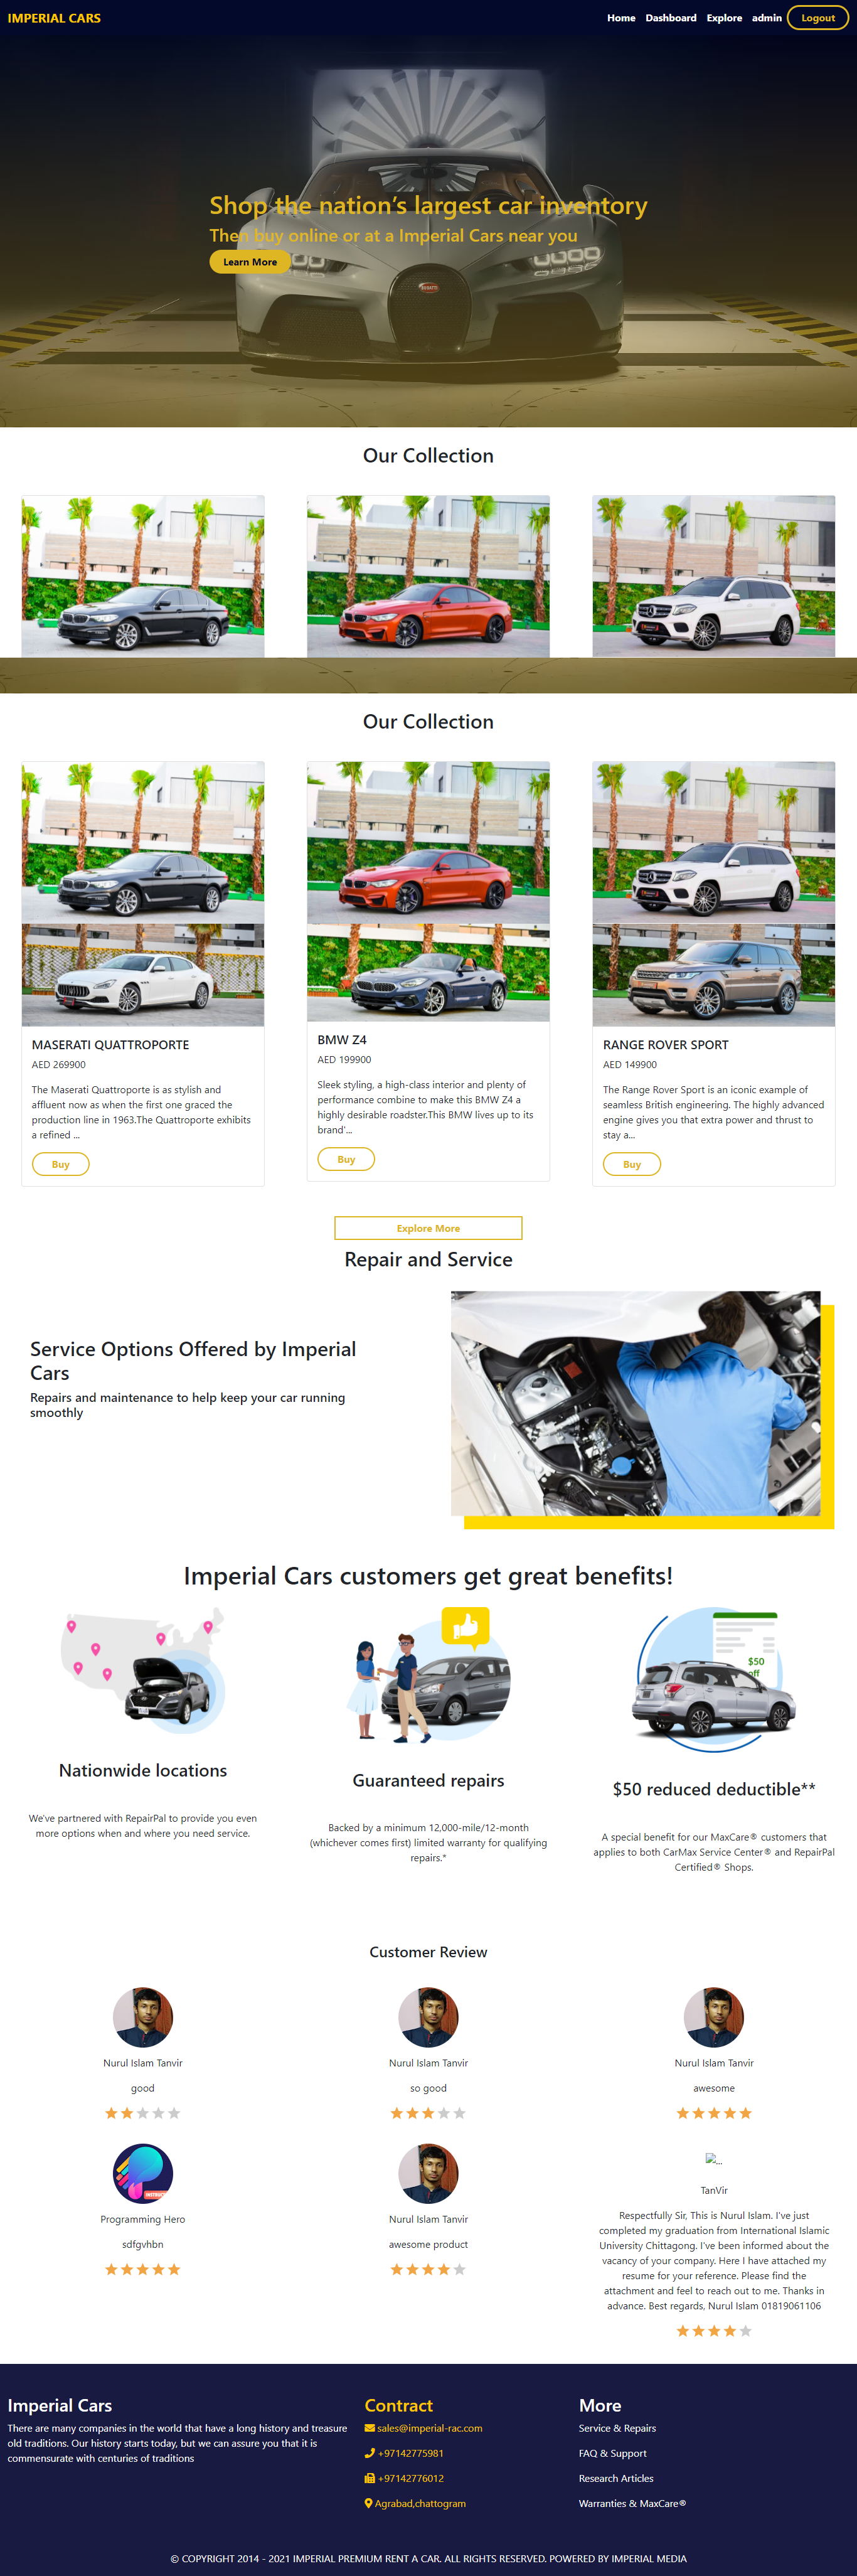 IMPERIAL CARS
Home Dashboard Explore admin Logout
Shop the nation’s largest car inventory
Then buy online or at a Imperial Cars near you
Learn More
BUGATTI
Our Collection
Our Collection
MASERATI QUATTROPORTE
AED 269900
The Maserati Quattroporte is as stylish and
affluent now as when the first one graced the
production line in 1963.The Quattroporte exhibits
a refined ...
Buy
BMW Z4
AED 199900
Sleek styling, a high-class interior and plenty of
performance combine to make this BMW Z4 a
highly desirable roadster.This BMW lives up to its
brand'...
Buy
RANGE ROVER SPORT
AED 149900
The Range Rover Sport is an iconic example of
seamless British engineering. The highly advanced
engine gives you that extra power and thrust to
stay a...
Buy
Explore More
Repair and Service
Service Options Offered by Imperial
Cars
Repairs and maintenance to help keep your car running
smoothly
Imperial Cars customers get great benefits!
Nationwide locations
We've partnered with RepairPal to provide you even
more options when and where you need service.
Guaranteed repairs
Backed by a minimum 12,000-mile/12-month
(whichever comes first) limited warranty for qualifying
repairs.*
$50
off
$50 reduced deductible**
A special benefit for our MaxCare® customers that
applies to both CarMax Service Center® and RepairPal
Certified® Shops.
Customer Review
Nurul Islam Tanvir
good
Nurul Islam Tanvir
so good
Nurul Islam Tanvir
awesome
Programming Hero
sdfgvhbn
Nurul Islam Tanvir
awesome product
...
TanVir
Respectfully Sir, This is Nurul Islam. I've just
completed my graduation from International Islamic
University Chittagong. I've been informed about the
vacancy of your company. Here I have attached my
resume for your reference. Please find the
attachment and feel to reach out to me. Thanks in
advance. Best regards, Nurul Islam 01819061106
Imperial Cars
There are many companies in the world that have a long history and treasure
old traditions. Our history starts today, but we can assure you that it is
commensurate with centuries of traditions
Contract
sales@imperial-rac.com
+97142775981
+97142776012
Agrabad,chattogram
More
Service & Repairs
FAQ & Support
Research Articles
Warranties & MaxCare®
© COPYRIGHT 2014 - 2021 IMPERIAL PREMIUM RENT A CAR. ALL RIGHTS RESERVED. POWERED BY IMPERIAL MEDIA